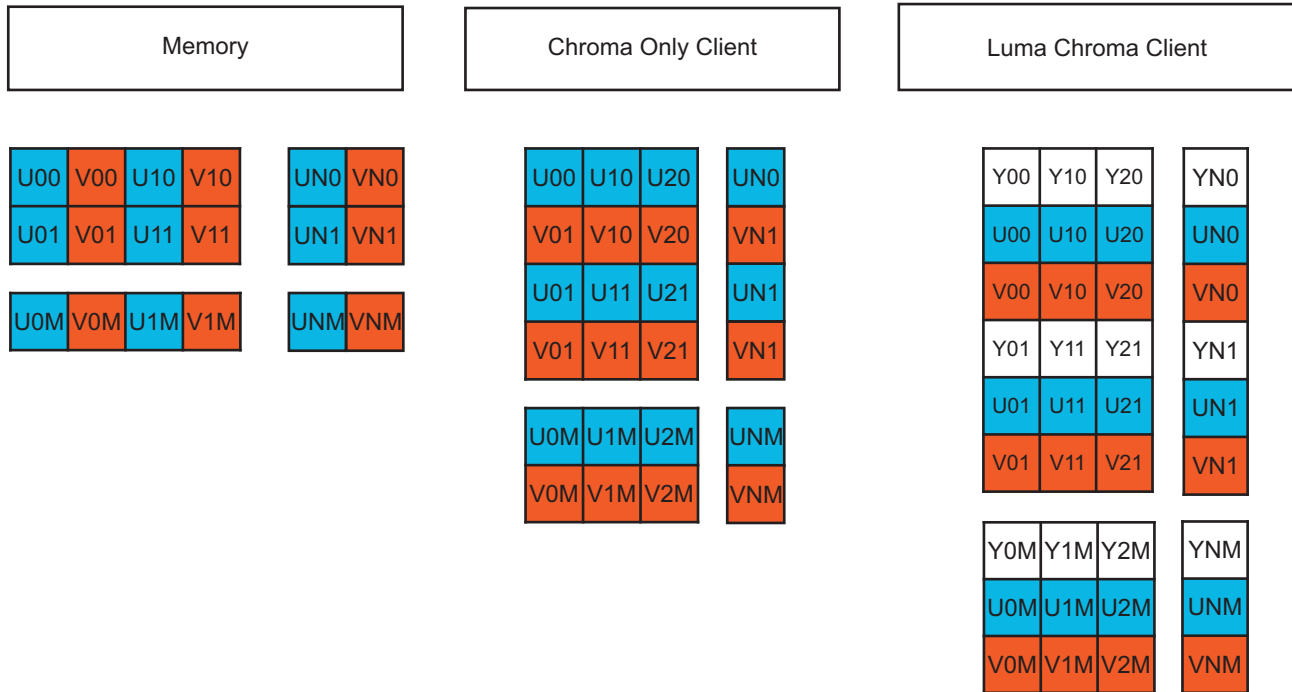 Memory
Chroma Only Client
Luma Chroma Client
U00 V00 U10 V10 UN0 VN0
U01 V01 U11 V11 UN1 VN1
U0M V0M U1M V1M UNM VNM
U00 U10 U20 UN0
V01 V10 V20 VN1
U01 U11 U21 UN1
V01 V11 V21 VN1
U0M U1M U2M UNM
V0M V1M V2M VNM
Y00 Y10 Y20 YN0
U00 U10 U20 UN0
V00 V10 V20 VN0
Y01 Y11 Y21 YN1
U01 U11 U21 UN1
V01 V11 V21 VN1
Y0M Y1M Y2M YNM
U0M U1M U2M UNM
V0M V1M V2M VNM